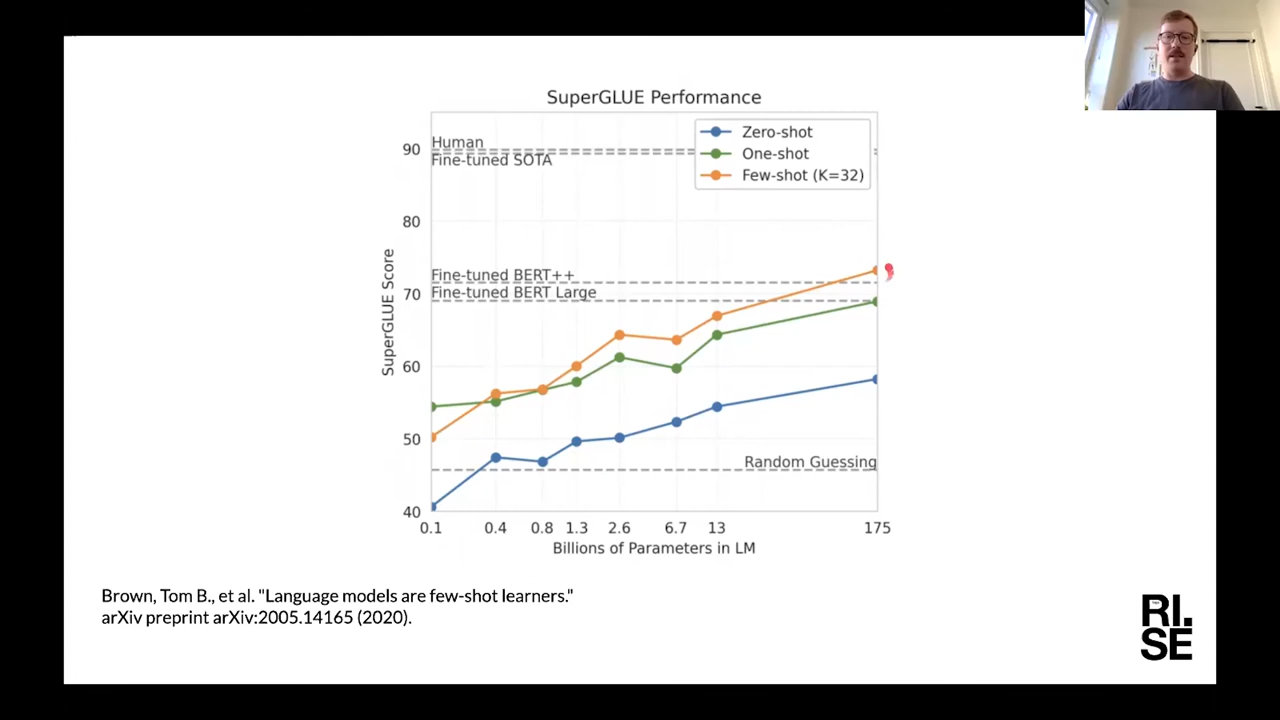 SuperGLUE Performance
Zero-shot
One-shot
Few-shot (K=32)
Human
Fine-tuned SOTA
Fine-tuned BERT++
Fine-tuned BERT Large
Random Guessing
SuperGLUE Score
90
80
70
60
50
40
0.1 0.4 0.8 1.3 2.6 6.7 13 175
Billions of Parameters in LM
Brown, Tom B., et al. "Language models are few-shot learners."
arXiv preprint arXiv:2005.14165 (2020).
RI.
SE